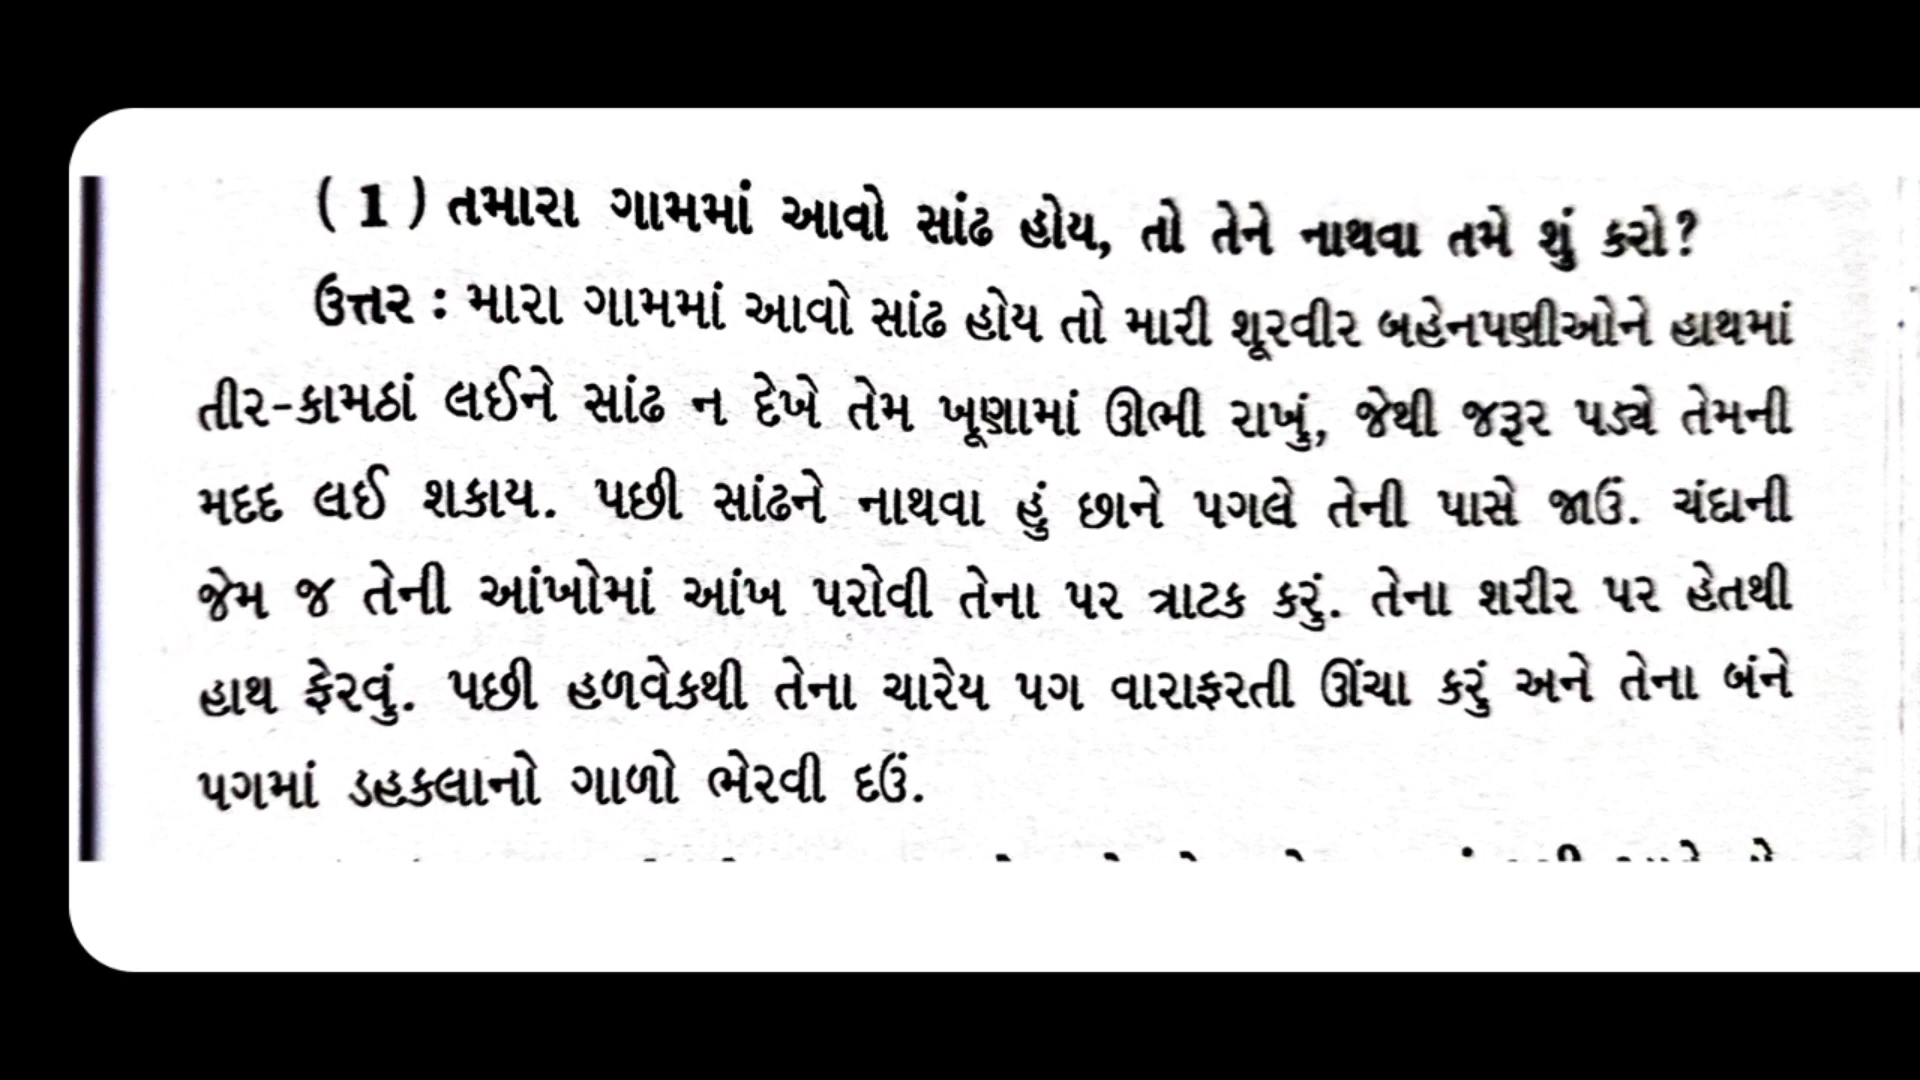 (1) તમારા ગામમાં આવો સાંઢ હોય, તો તેને નાથવા તમે શું કરો?
ઉત્તર : મારા ગામમાં આવો સાંઢ હોય તો મારી શૂરવીર બહેનપણીઓને હાથમાં
તીર-કામઠાં લઈને સાંઢ ન દેખે તેમ ખૂણામાં ઊભી રાખું, જેથી જરૂર પડ્યે તેમની
મદદ લઈ શકાય. પછી સાંઢને નાથવા હું છાને પગલે તેની પાસે જાઉં. ચંદાની
જેમ જ તેની આંખોમાં આંખ પરોવી તેના પર ત્રાટક કરું. તેના શરીર પર હેતથી
હાથ ફેરવું. પછી હળવેકથી તેના ચારેય પગ વારાફરતી ઊંચા કરું અને તેના બંને
પગમાં ડહકલાનો ગાળો ભેરવી દઉં.